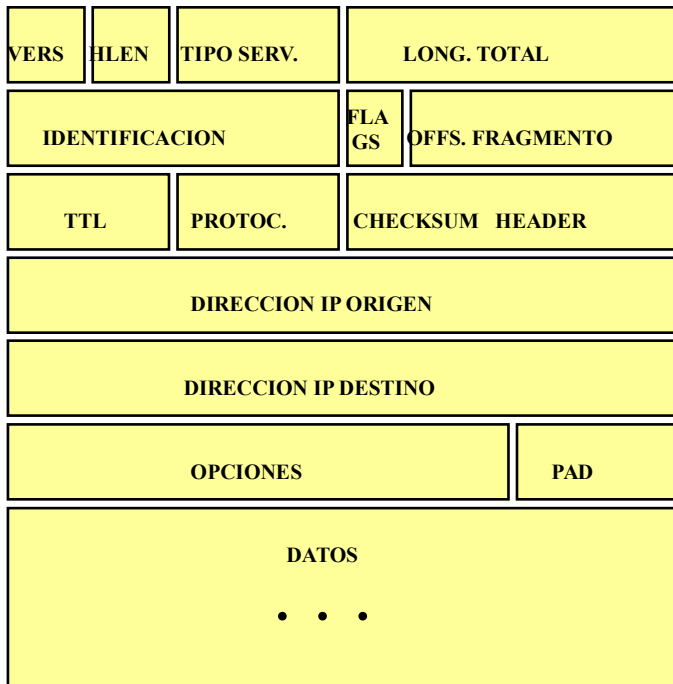 VERS HLEN TIPO SERV. LONG. TOTAL
IDENTIFICACION FLA
GS OFFS. FRAGMENTO
TTL PROTOC. CHECKSUM HEADER
DIRECCION IP ORIGEN
DIRECCION IP DESTINO
OPCIONES PAD
DATOS
• • •